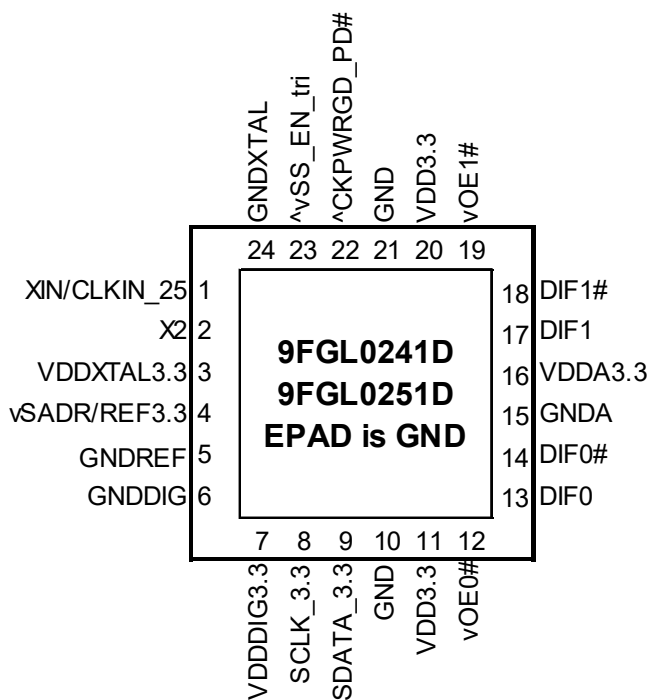 GNDXTAL
^vSS_EN_tri
^CKPWRGD_PD#
GND
VDD3.3
vOE1#
24 23 22 21 20 19
XIN/CLKIN_25 1
X2 2
VDDXTAL3.3 3
vSADR/REF3.3 4
GNDREF 5
GNDDIG 6
9FGL0241D
9FGL0251D
EPAD is GND
18 DIF1#
17 DIF1
16 VDDA3.3
15 GNDA
14 DIF0#
13 DIF0
7 8 9 10 11 12
VDDDIG3.3
SCLK_3.3
SDATA_3.3
GND
VDD3.3
vOE0#